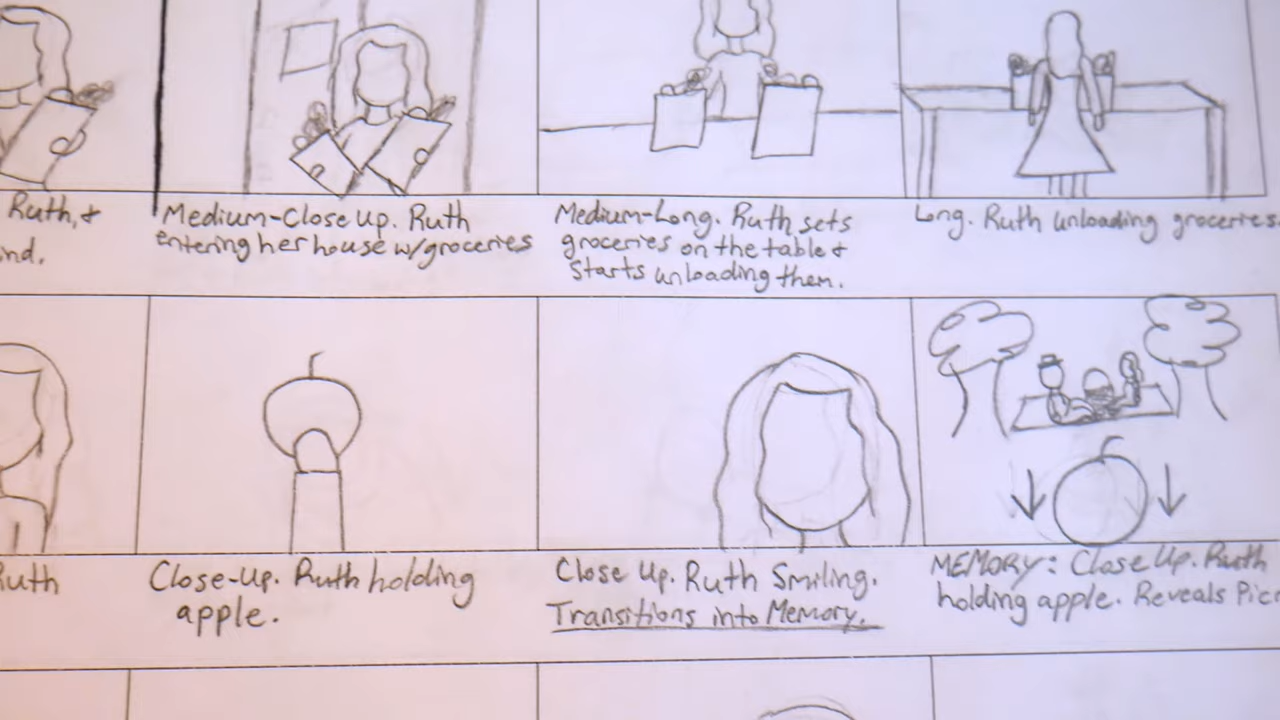 Ruth, &
ind.
Medium-Close Up. Ruth
entering her house w/groceries
Medium-Long. Ruth sets
groceries on the table &
starts unloading them.
Long. Ruth unloading groceries
Ruth
Close-Up. Ruth holding
apple.
Close Up. Ruth Smiling.
Transitions into Memory.
MEMORY: Close Up. Ruth
holding apple. Reveals Picn